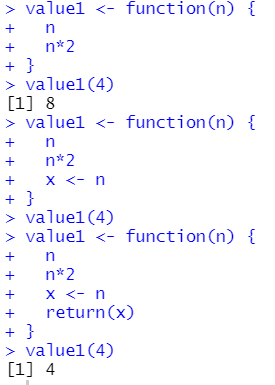 > value1 <- function(n) {
+   n
+   n*2
+ }
> value1(4)
[1] 8
> value1 <- function(n) {
+   n
+   n*2
+   x <- n
+ }
> value1(4)
> value1 <- function(n) {
+   n
+   n*2
+   x <- n
+   return(x)
+ }
> value1(4)
[1] 4